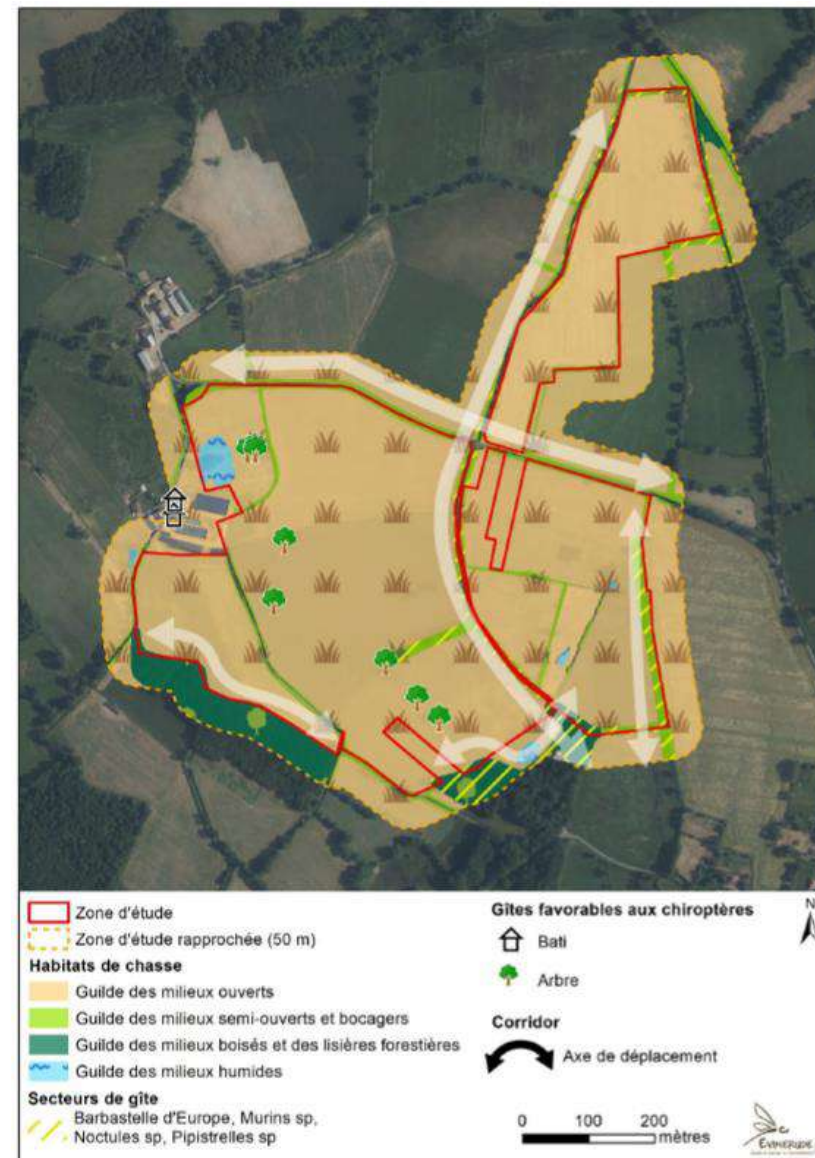 Zone d'étude
Zone d'étude rapprochée (50 m)
Habitats de chasse
Guilde des milieux ouverts
Guilde des milieux semi-ouverts et bocagers
Guilde des milieux boisés et des lisières forestières
Guilde des milieux humides
Secteurs de gîte
Barbastelle d'Europe, Murins sp,
Noctules sp, Pipistrelles sp
Gîtes favorables aux chiroptères
Bati
Arbre
Corridor
Axe de déplacement
0 100 200
mètres
N
EVINERUDE